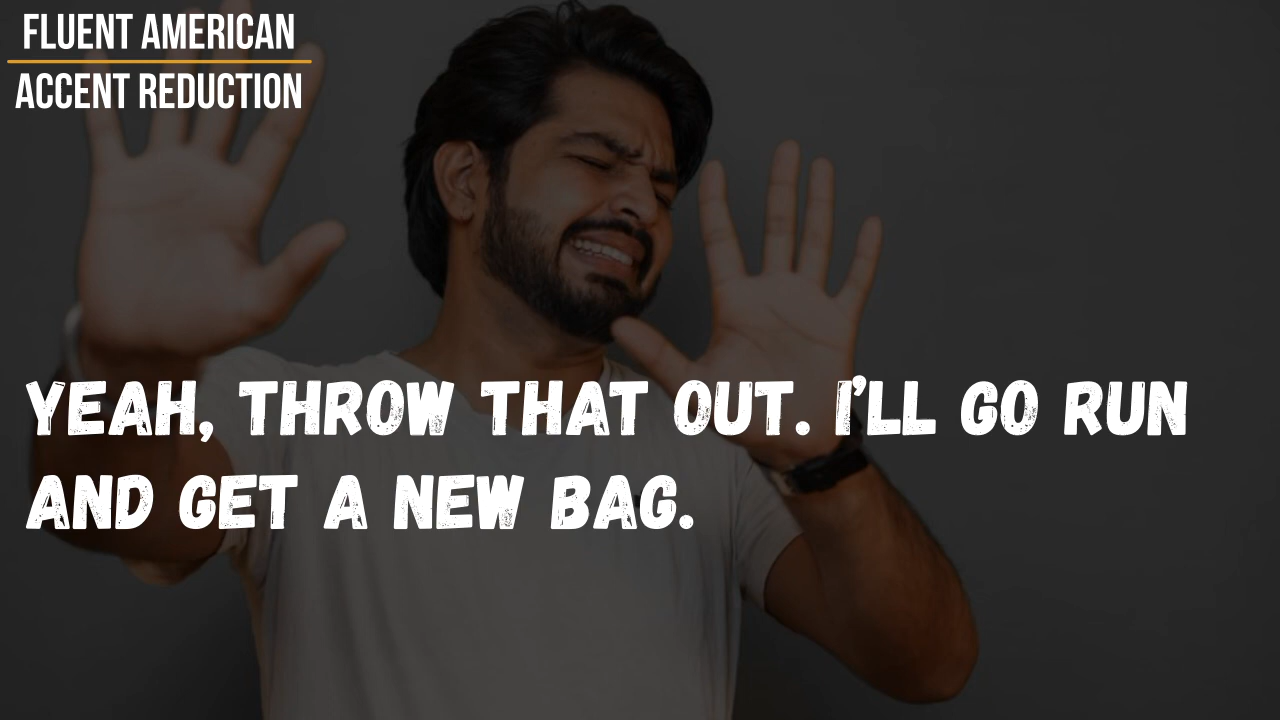 FLUENT AMERICAN
ACCENT REDUCTION
YEAH, THROW THAT OUT. I'LL GO RUN
AND GET A NEW BAG.